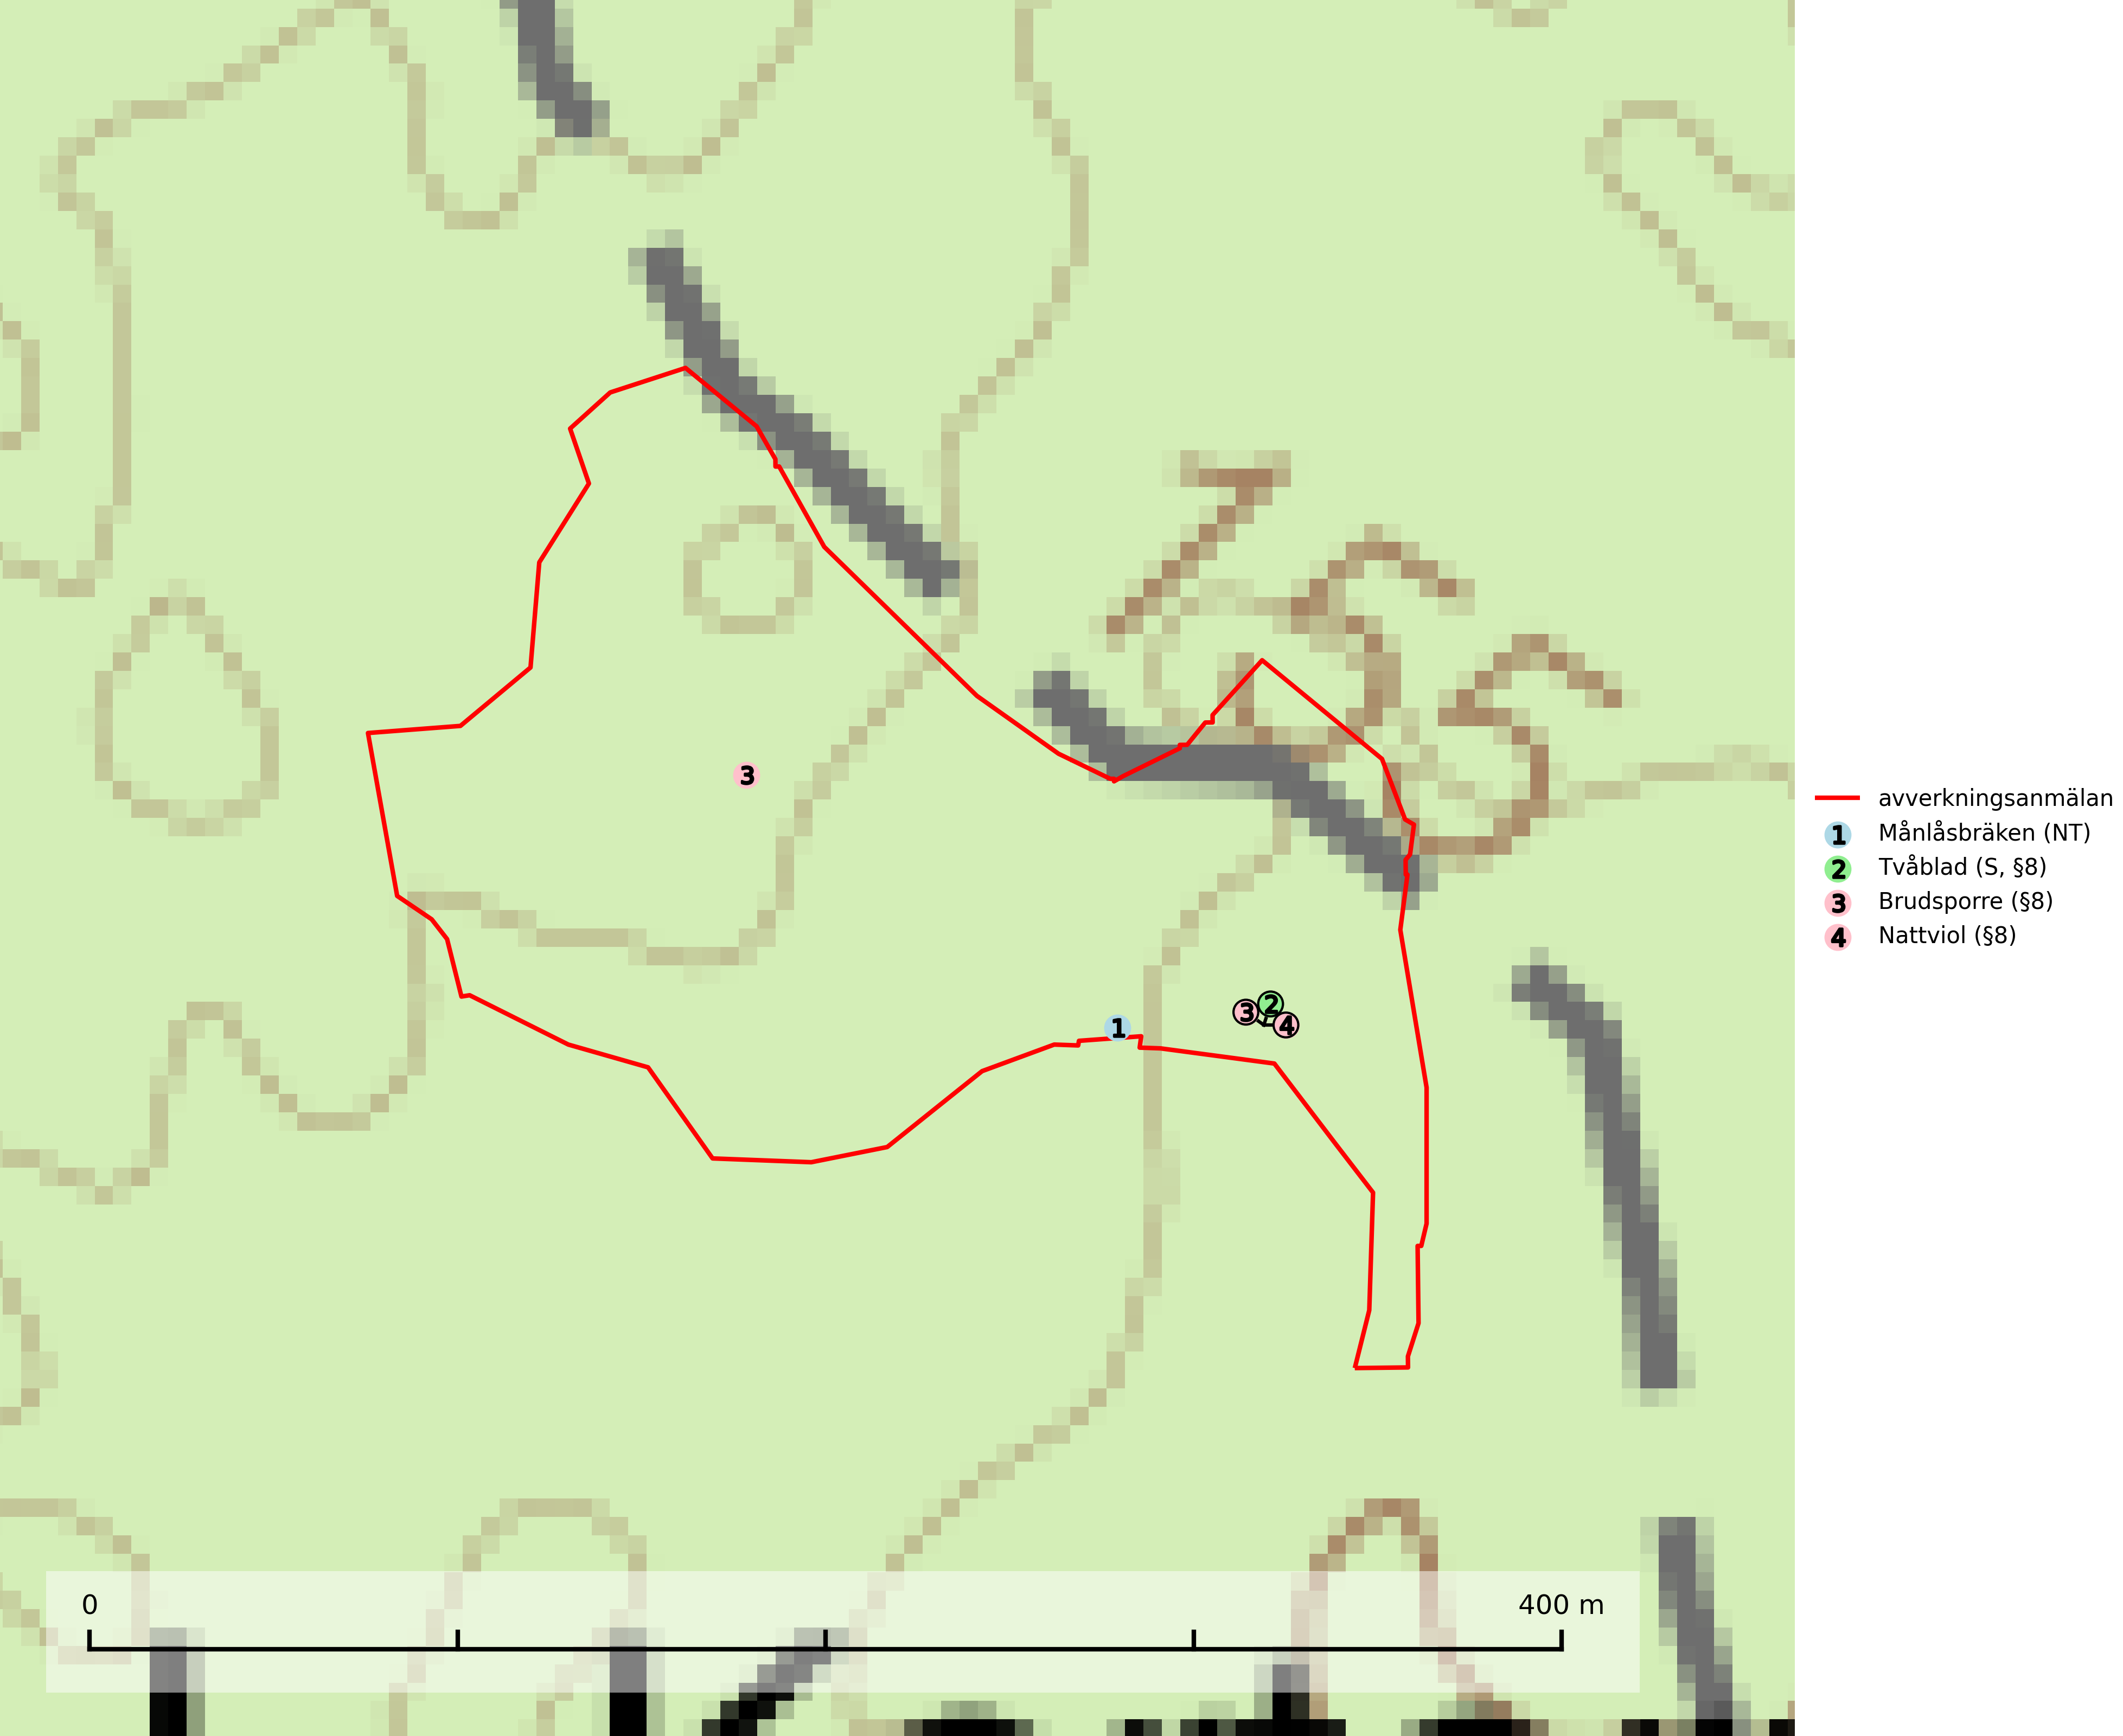 155
3
1
3
2
4
0
400 m
avverkningsanmälan
1 Månlåsbräken (NT)
2 Tvåblad (S, §8)
3 Brudsporre (§8)
4 Nattviol (§8)